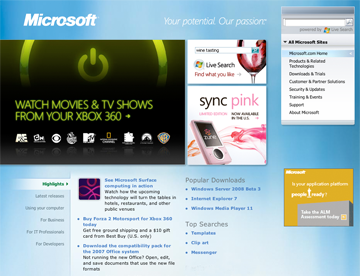 Microsoft
Your potential. Our passion.
powered by Live Search
All Microsoft Sites
Microsoft.com Home
Products & Related
Technologies
Downloads & Trials
Customer & Partner Solutions
Security & Updates
Training & Events
Support
About Microsoft
wine tasting
Live Search
find what you like
WATCH MOVIES & TV SHOWS
FROM YOUR XBOX 360
sync pink
LIMITED EDITION
NOW AVAILABLE
IN THE U.S.
zune
Highlights
Latest releases
Using your computer
For Business
For IT Professionals
For Developers
See Microsoft Surface
computing in action
Watch how the upcoming
technology will turn the tables in
hotels, restaurants, and other
public venues
Buy Forza 2 Motorsport for Xbox 360
today
Get free ground shipping and a $10
gift card from Best Buy (U.S. only)
Download the compatibility pack for
the 2007 Office system
Not running the new Office? Open, edit,
and save documents that use the new file
formats
Popular Downloads
Windows Server 2008 Beta 3
Internet Explorer 7
Windows Media Player 11
Top Searches
Templates
Clip art
Messenger
Is your application platform
people ready !
Take the ALM
Assessment today